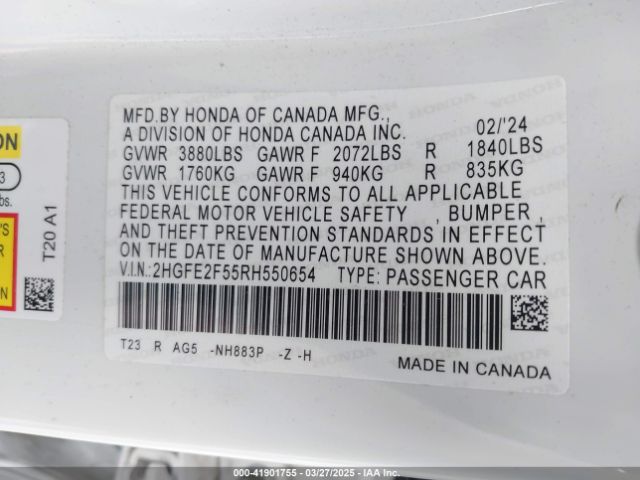 MFD.BY HONDA OF CANADA MFG.,
A DIVISION OF HONDA CANADA INC. 02/'24
GVWR 3880LBS GAWR F 2072LBS R 1840LBS
GVWR 1760KG GAWR F 940KG R 835KG
THIS VEHICLE CONFORMS TO ALL APPLICABLE
FEDERAL MOTOR VEHICLE SAFETY , BUMPER ,
AND THEFT PREVENTION STANDARDS IN EFFECT
ON THE DATE OF MANUFACTURE SHOWN ABOVE.
V.I.N.:2HGFE2F55RH550654 TYPE: PASSENGER CAR
T23 R AG5 -NH883P -Z -H
MADE IN CANADA
ON
3
bs.
'S
R
ON
T20 A1
000-41901755 | 03/27/2025 | IAA Inc.